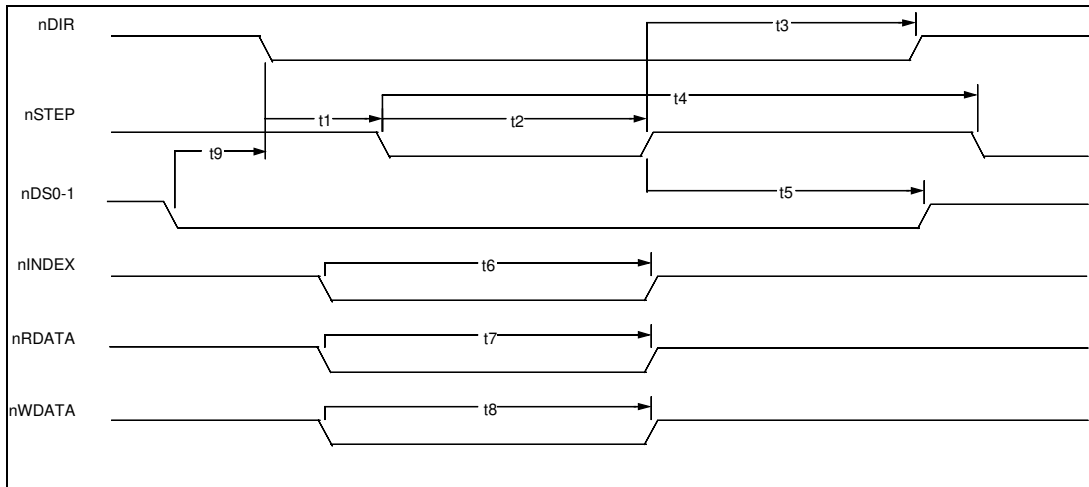 nDIR
t3
nSTEP
t4
t1
t2
t9
nDS0-1
t5
nINDEX
t6
nRDATA
t7
nWDATA
t8